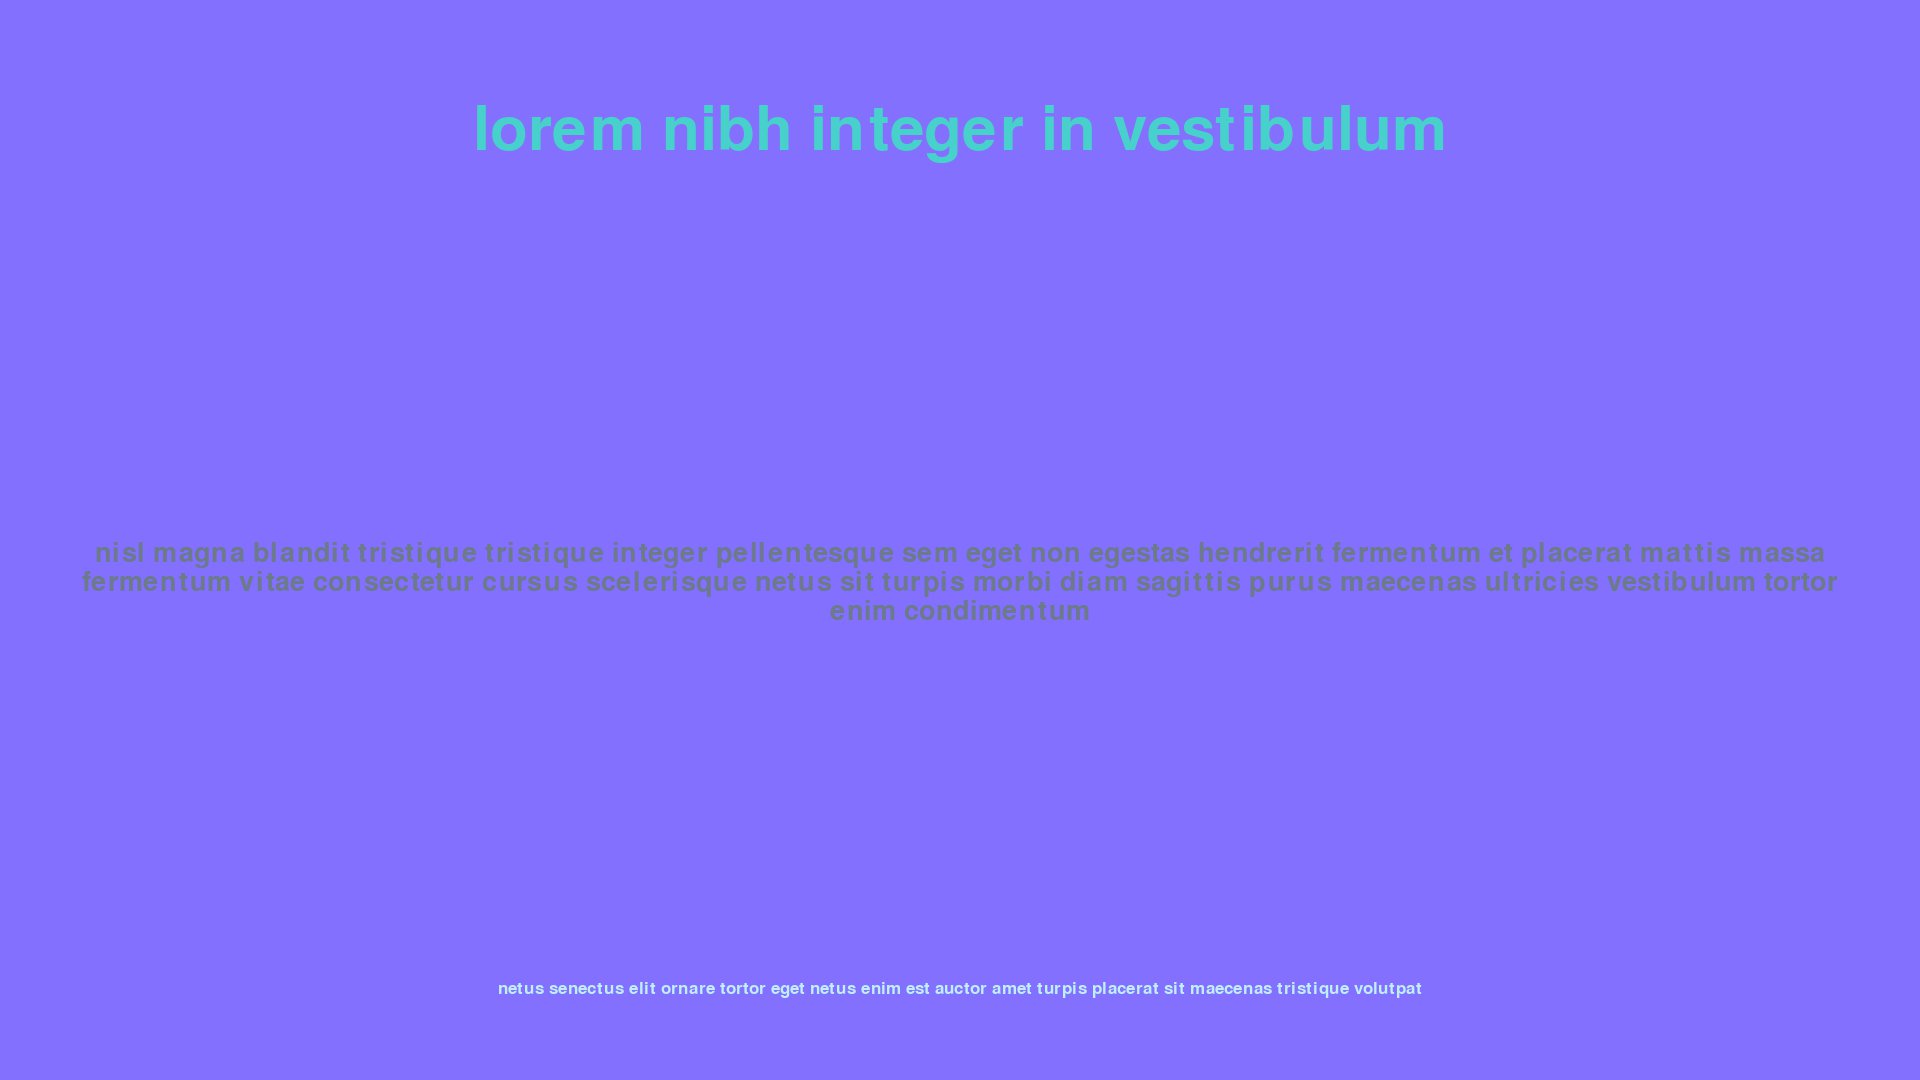 lorem nibh integer in vestibulum
nisl magna blandit tristique tristique integer pellentesque sem eget non egestas hendrerit fermentum et placerat mattis massa
fermentum vitae consectetur cursus scelerisque netus sit turpis morbi diam sagittis purus maecenas ultricies vestibulum tortor
enim condimentum
netus senectus elit ornare tortor eget netus enim est auctor amet turpis placerat sit maecenas tristique volutpat